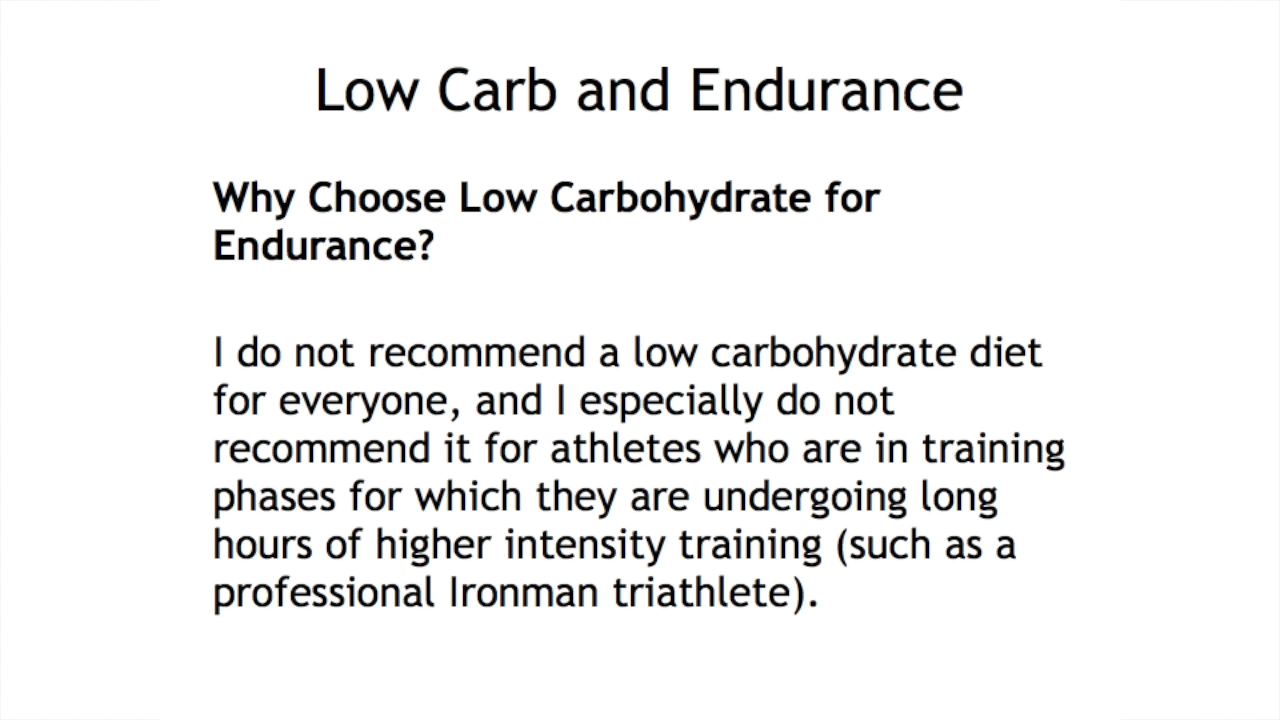 Low Carb and Endurance
Why Choose Low Carbohydrate for
Endurance?
I do not recommend a low carbohydrate diet
for everyone, and I especially do not
recommend it for athletes who are in training
phases for which they are undergoing long
hours of higher intensity training (such as a
professional Ironman triathlete).